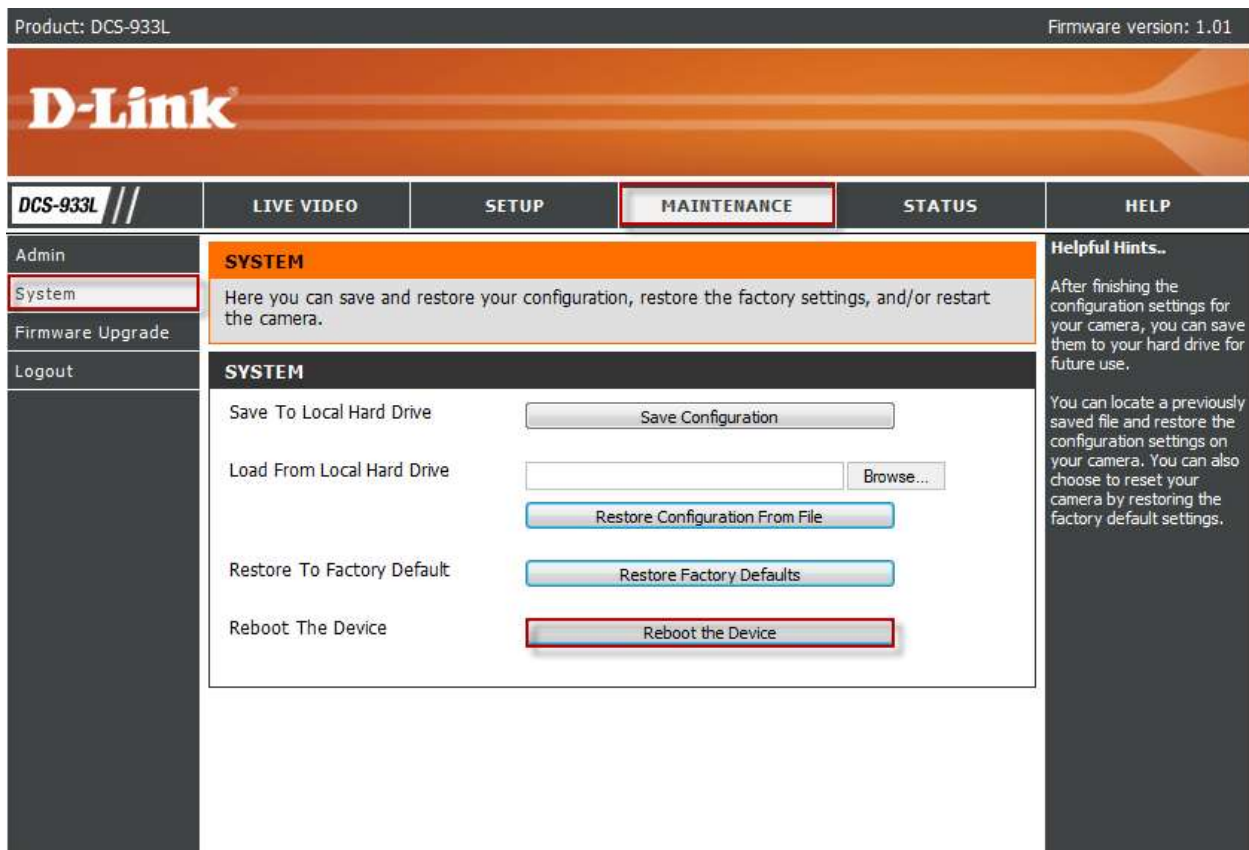 Product: DCS-933L
Firmware version: 1.01
D-Link
DCS-933L
LIVE VIDEO
SETUP
MAINTENANCE
STATUS
HELP
Admin
System
Firmware Upgrade
Logout
SYSTEM
Here you can save and restore your configuration, restore the factory settings, and/or restart
the camera.
SYSTEM
Save To Local Hard Drive
Save Configuration
Load From Local Hard Drive
Browse...
Restore Configuration From File
Restore To Factory Default
Restore Factory Defaults
Reboot The Device
Reboot the Device
Helpful Hints..
After finishing the
configuration settings for
your camera, you can save
them to your hard drive for
future use.
You can locate a previously
saved file and restore the
configuration settings on
your camera. You can also
choose to reset your
camera by restoring the
factory default settings.